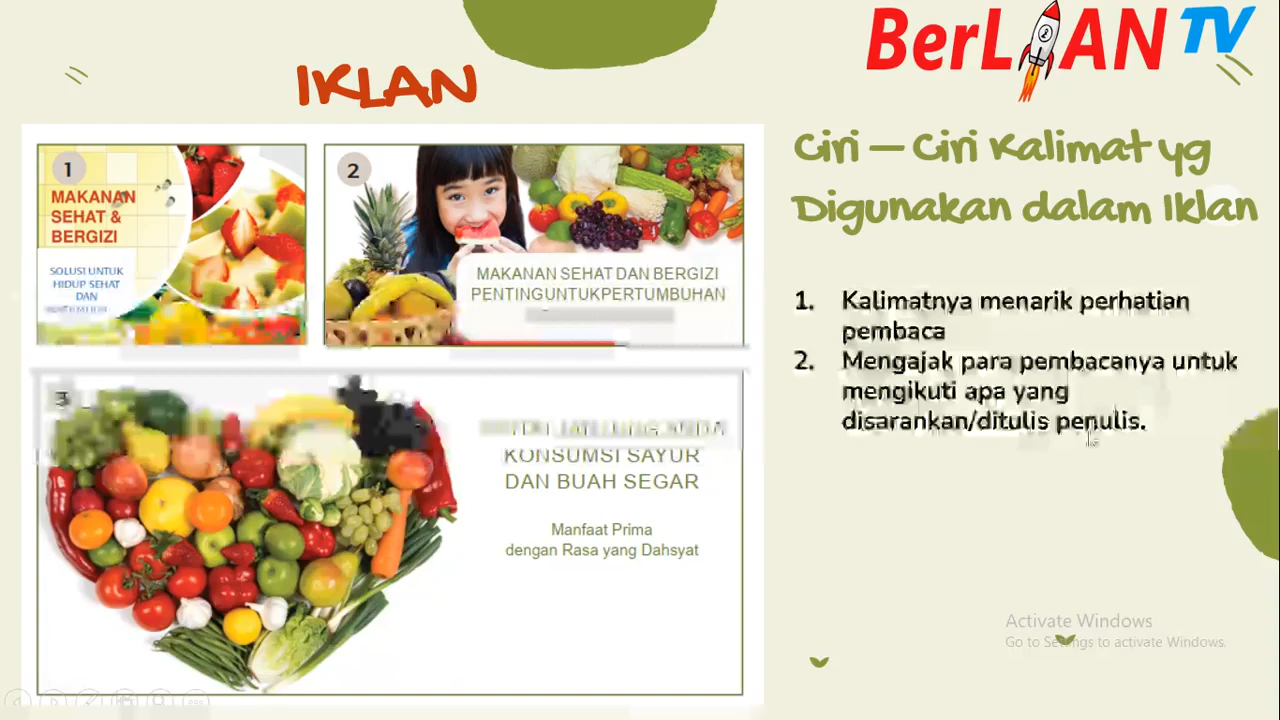 BerLIAN TV
IKLAN
Ciri – Ciri Kalimat yg
Digunakan dalam Iklan
1
MAKANAN
SEHAT &
BERGIZI
SOLUSI UNTUK
HIDUP SEHAT
DAN
2
MAKANAN SEHAT DAN BERGIZI
PENTINGUNTUKPERTUMBUHAN
3
KONSUMSI SAYUR
DAN BUAH SEGAR
Manfaat Prima
dengan Rasa yang Dahsyat
1. Kalimatnya menarik perhatian
pembaca
2. Mengajak para pembacanya untuk
mengikuti apa yang
disarankan/ditulis penulis.
Activate Windows
Go to Settings to activate Windows.